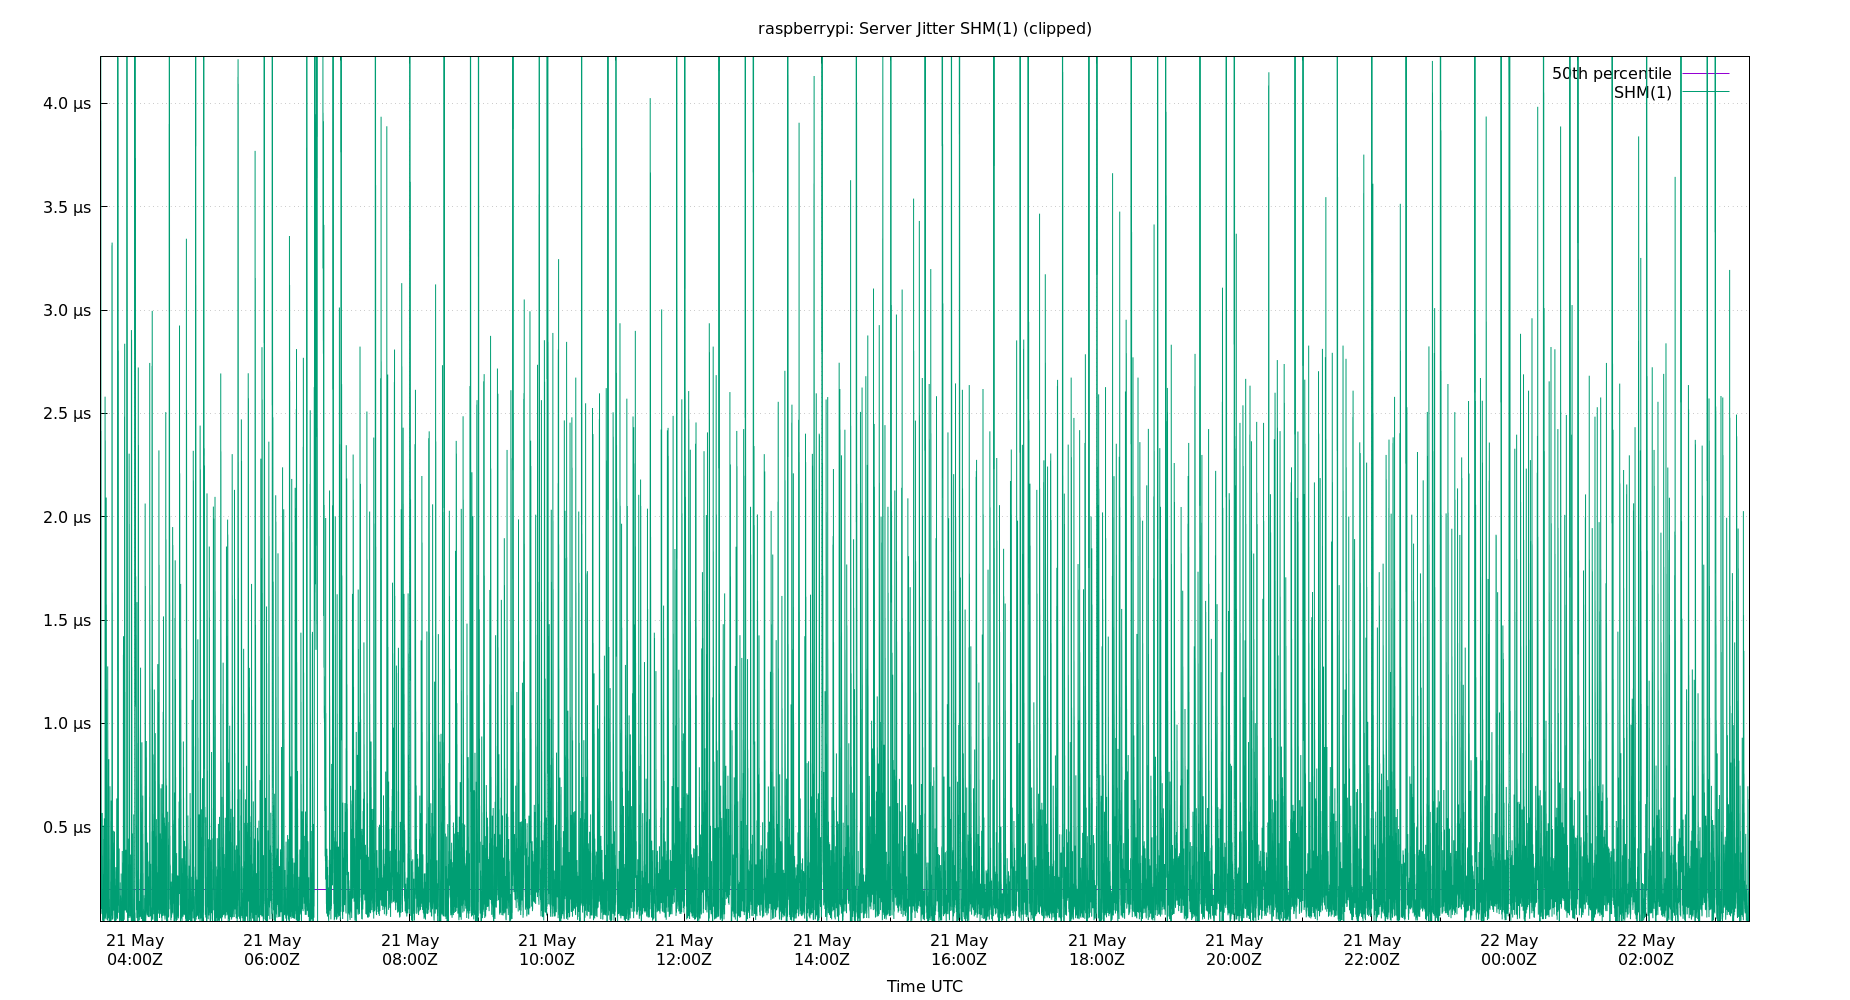 raspberrypi: Server Jitter SHM(1) (clipped)
50th percentile
SHM(1)
4.0 µs
3.5 µs
3.0 µs
2.5 µs
2.0 µs
1.5 µs
1.0 µs
0.5 µs
21 May 21 May 21 May 21 May 21 May 21 May 21 May 21 May 21 May 21 May 22 May 22 May
04:00Z 06:00Z 08:00Z 10:00Z 12:00Z 14:00Z 16:00Z 18:00Z 20:00Z 22:00Z 00:00Z 02:00Z
Time UTC